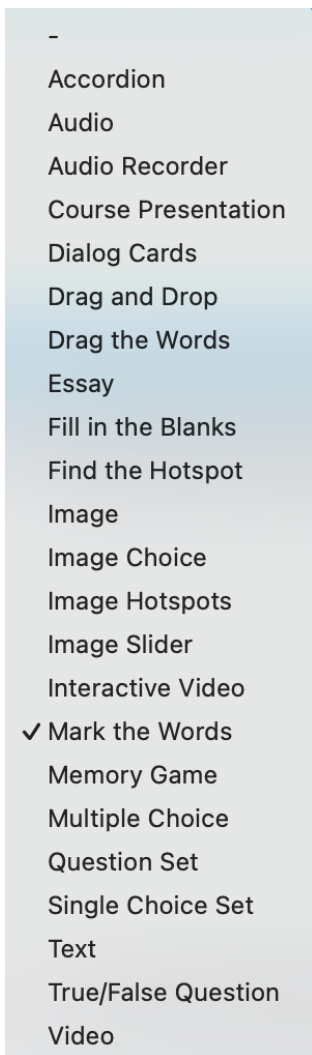 -
Accordion
Audio
Audio Recorder
Course Presentation
Dialog Cards
Drag and Drop
Drag the Words
Essay
Fill in the Blanks
Find the Hotspot
Image
Image Choice
Image Hotspots
Image Slider
Interactive Video
✓ Mark the Words
Memory Game
Multiple Choice
Question Set
Single Choice Set
Text
True/False Question
Video